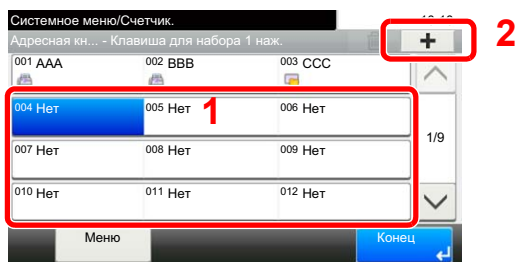 Системное меню/Счетчик.
Адресная кн... - Клавиша для набора 1 наж.
+
2
001 AAA
002 BBB
003 CCC
004 Нет
005 Нет
1
006 Нет
1/9
007 Нет
008 Нет
009 Нет
010 Нет
011 Нет
012 Нет
Меню
Конец